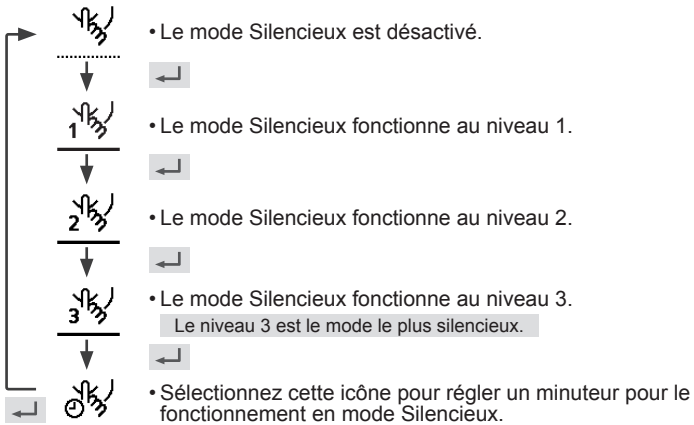 • Le mode Silencieux est désactivé.
1
• Le mode Silencieux fonctionne au niveau 1.
2
• Le mode Silencieux fonctionne au niveau 2.
3
• Le mode Silencieux fonctionne au niveau 3.
Le niveau 3 est le mode le plus silencieux.
• Sélectionnez cette icône pour régler un minuteur pour le
fonctionnement en mode Silencieux.